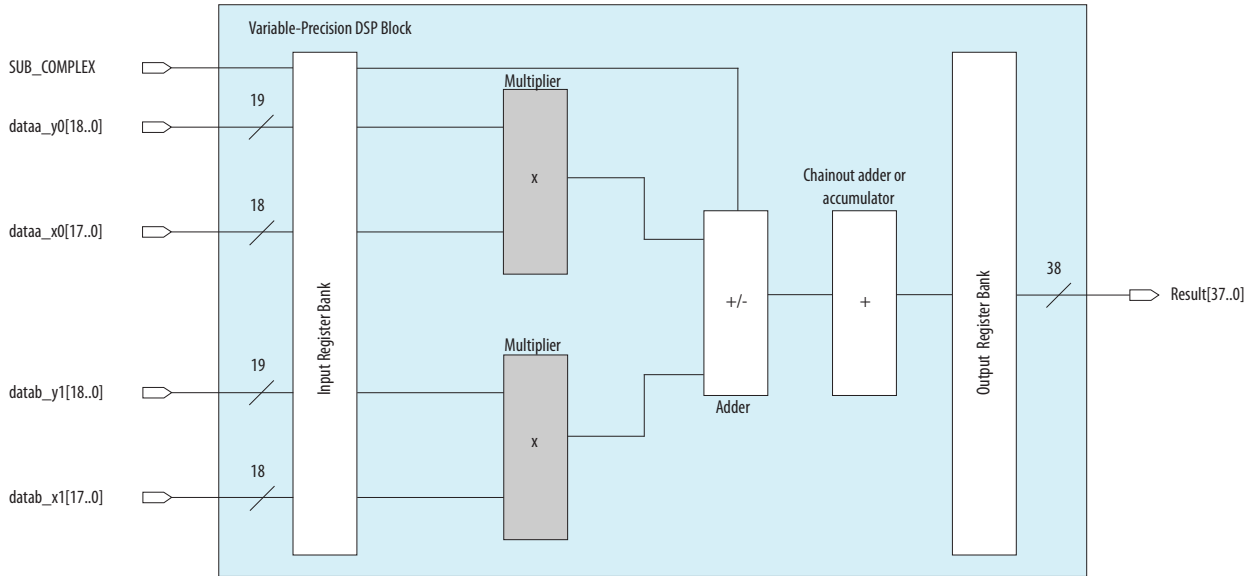 Variable-Precision DSP Block
SUB_COMPLEX
Multiplier
19
dataa_y0[18..0]
x
Chainout adder or
accumulator
18
dataa_x0[17..0]
Input Register Bank
+/-
+
Output Register Bank
38
Result[37..0]
Multiplier
19
datab_y1[18..0]
Adder
x
18
datab_x1[17..0]